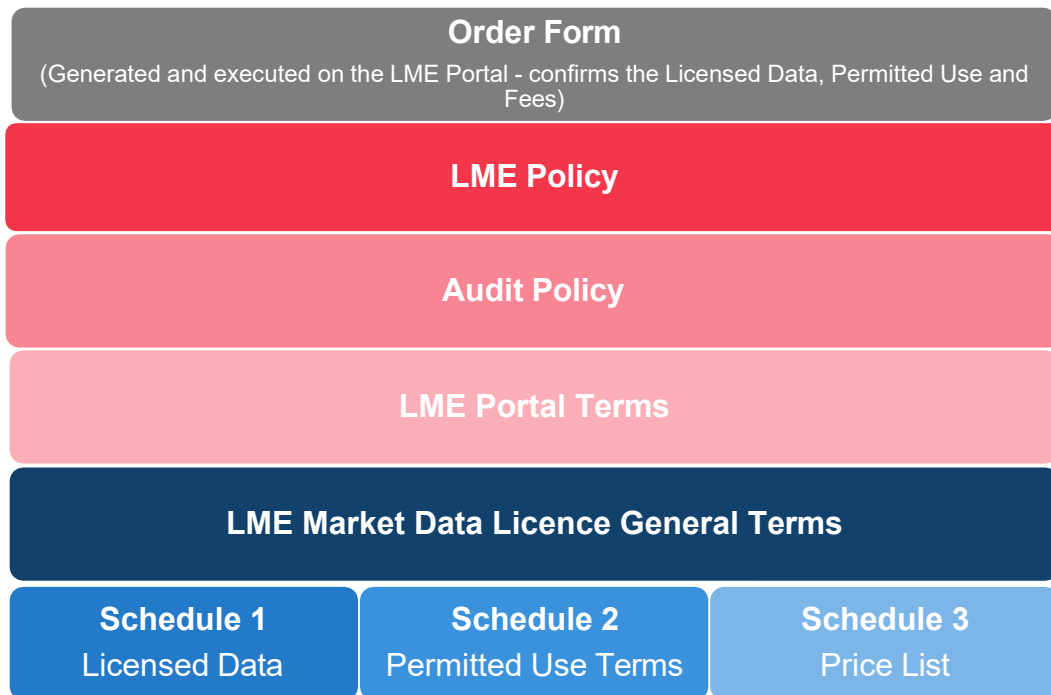 Order Form
(Generated and executed on the LME Portal - confirms the Licensed Data, Permitted Use and
Fees)
LME Policy
Audit Policy
LME Portal Terms
LME Market Data Licence General Terms
Schedule 1
Licensed Data
Schedule 2
Permitted Use Terms
Schedule 3
Price List